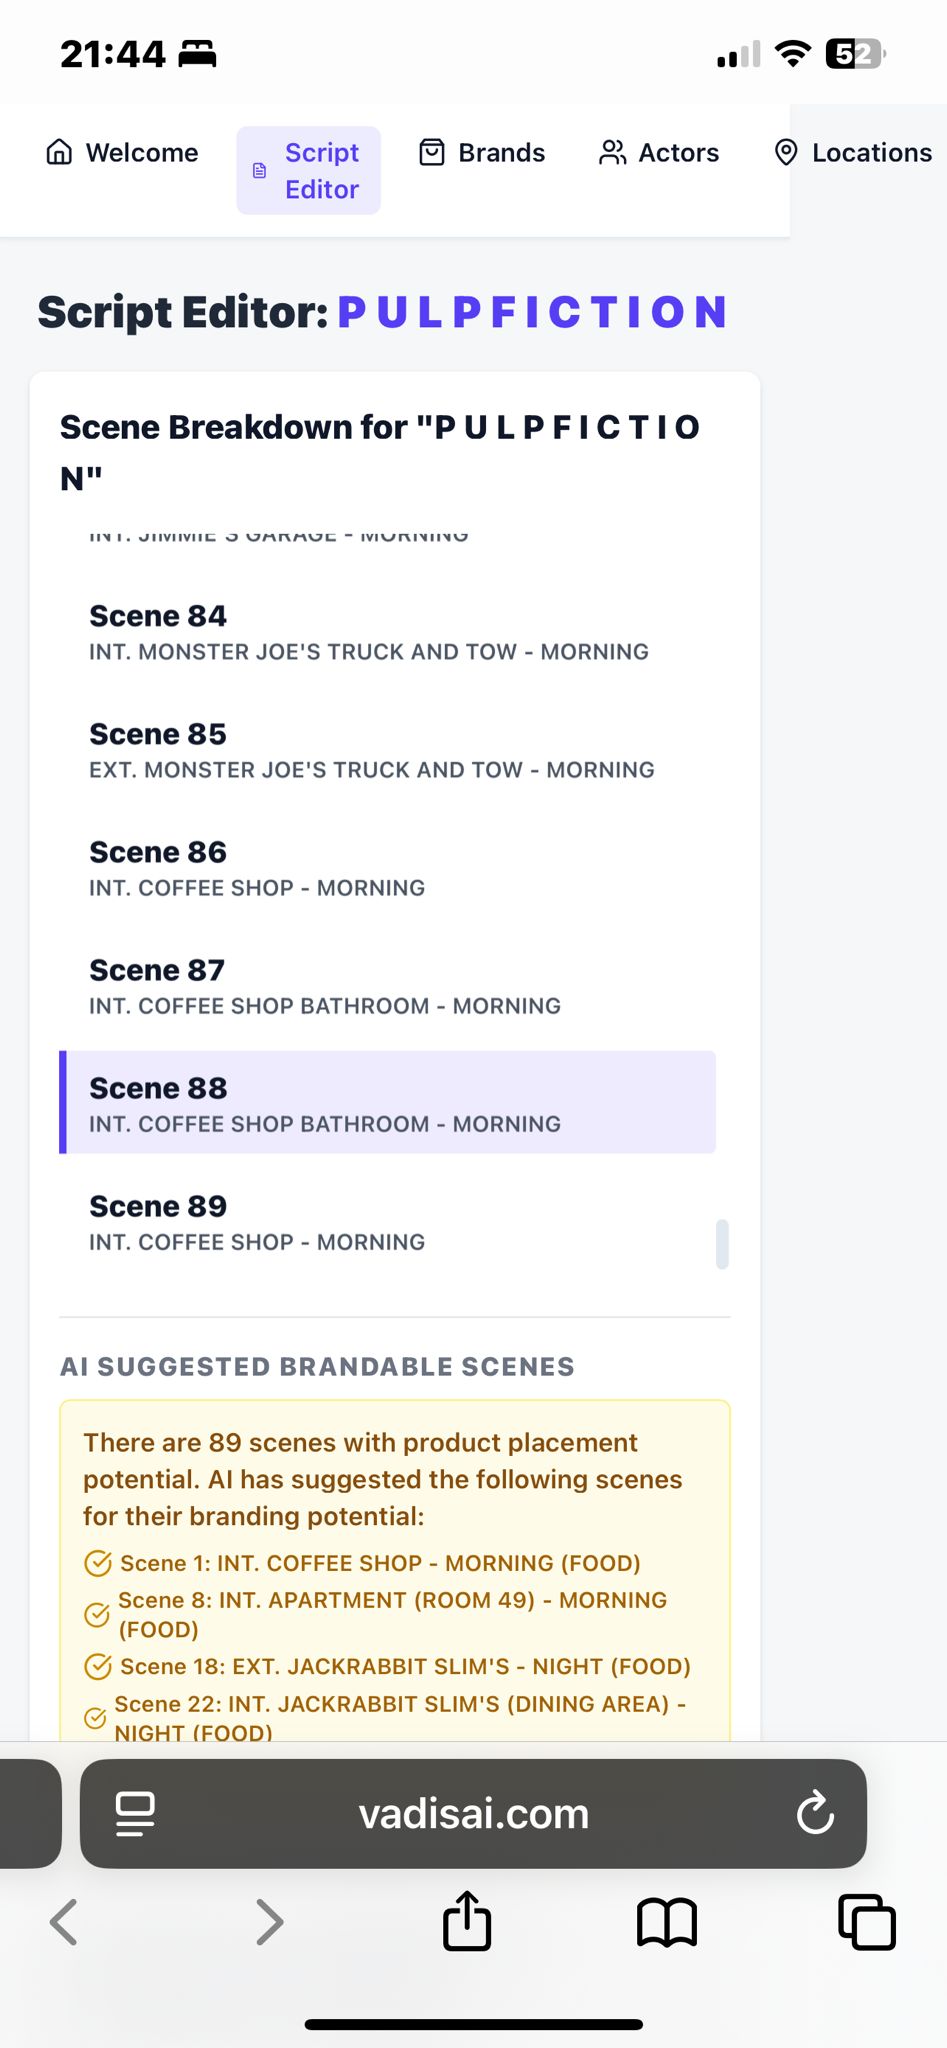 21:44
52
Welcome
Script
Editor
Brands
Actors
Locations
Script Editor: P U L P F I C T I O N
Scene Breakdown for "P U L P F I C T I O
N"
INT. JIMMIE'S GARAGE - MORNING
Scene 84
INT. MONSTER JOE'S TRUCK AND TOW - MORNING
Scene 85
EXT. MONSTER JOE'S TRUCK AND TOW - MORNING
Scene 86
INT. COFFEE SHOP - MORNING
Scene 87
INT. COFFEE SHOP BATHROOM - MORNING
Scene 88
INT. COFFEE SHOP BATHROOM - MORNING
Scene 89
INT. COFFEE SHOP - MORNING
AI SUGGESTED BRANDABLE SCENES
There are 89 scenes with product placement
potential. AI has suggested the following scenes
for their branding potential:
Scene 1: INT. COFFEE SHOP - MORNING (FOOD)
Scene 8: INT. APARTMENT (ROOM 49) - MORNING
(FOOD)
Scene 18: EXT. JACKRABBIT SLIM'S - NIGHT (FOOD)
Scene 22: INT. JACKRABBIT SLIM'S (DINING AREA) -
NIGHT (FOOD)
vadisai.com